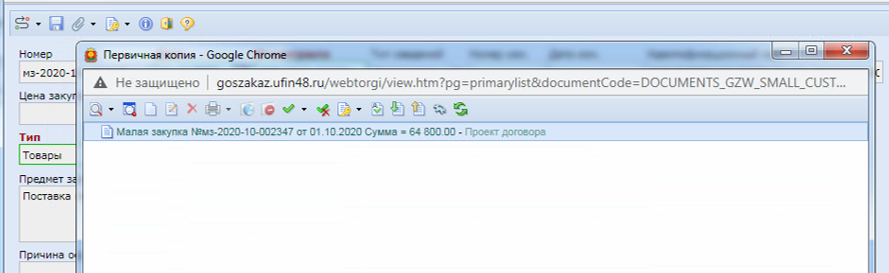 Первичная копия - Google Chrome
Номер
мз-2020-1
Не защищено goszakaz.ufin48.ru/webtorgi/view.htm?pg=primarylist&documentCode=DOCUMENTS_GZW_SMALL_CUST...
Цена закуп
Малая закупка №мз-2020-10-002347 от 01.10.2020 Сумма = 64 800.00 - Проект договора
Тип
Товары
Предмет за
Поставка
Причина ос